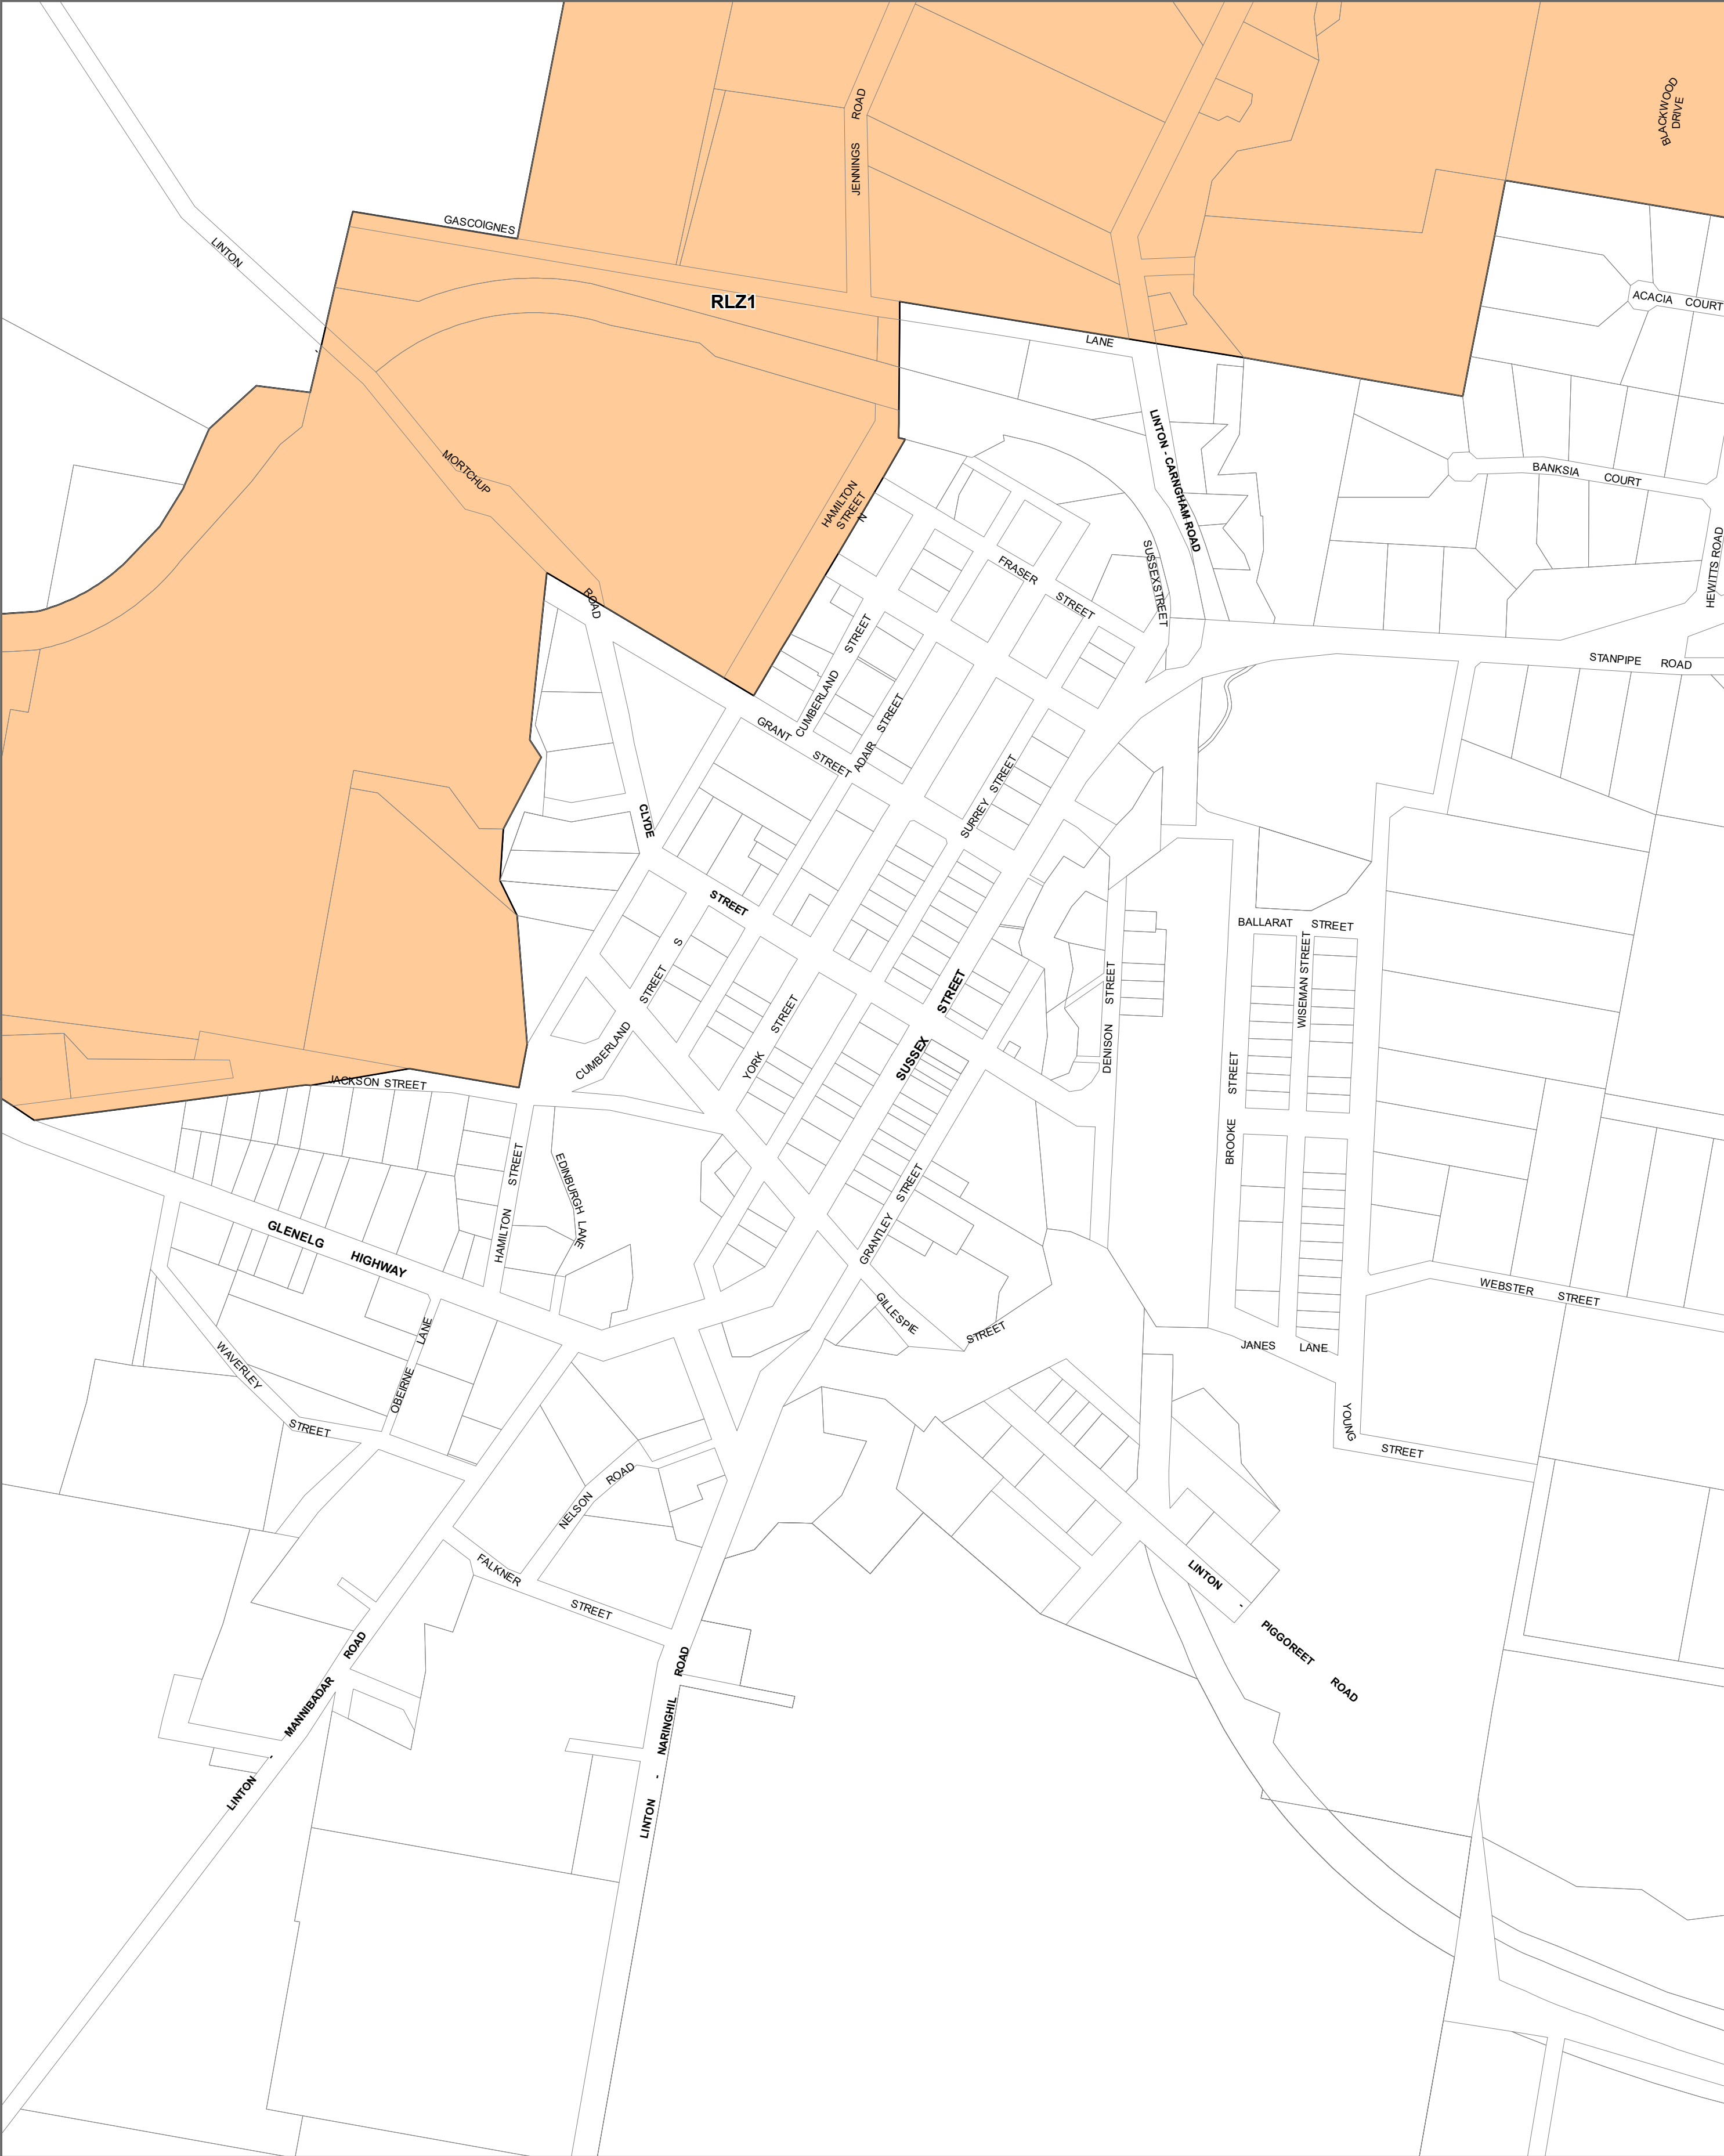 BLACKWOOD
DRIVE
JENNINGS ROAD
GASCOIGNES
LINTON
-
RLZ1
ACACIA COURT
LANE
LINTON - CARNGHAM ROAD
MORTCHUP
BANKSIA COURT
HAMILTON
STREET
N
HEWITTS ROAD
SUSSEX STREET
FRASER STREET
ROAD
STANPIPE ROAD
CUMBERLAND STREET
ADAIR STREET
GRANT STREET
SURREY STREET
CLYDE STREET
BALLARAT STREET
WISEMAN STREET
CUMBERLAND STREET S
YORK STREET
SUSSEX STREET
DENISON STREET
BROOKE STREET
JACKSON STREET
HAMILTON STREET
EDINBURGH LANE
GRANTLEY STREET
GLENELG HIGHWAY
WEBSTER STREET
GILLESPIE STREET
JANES LANE
OBEIRNE LANE
WAVERLEY STREET
YOUNG STREET
NELSON ROAD
FALKNER STREET
LINTON - PIGGOREET ROAD
LINTON - MANNIBADAR ROAD
LINTON - NARINGHIL ROAD